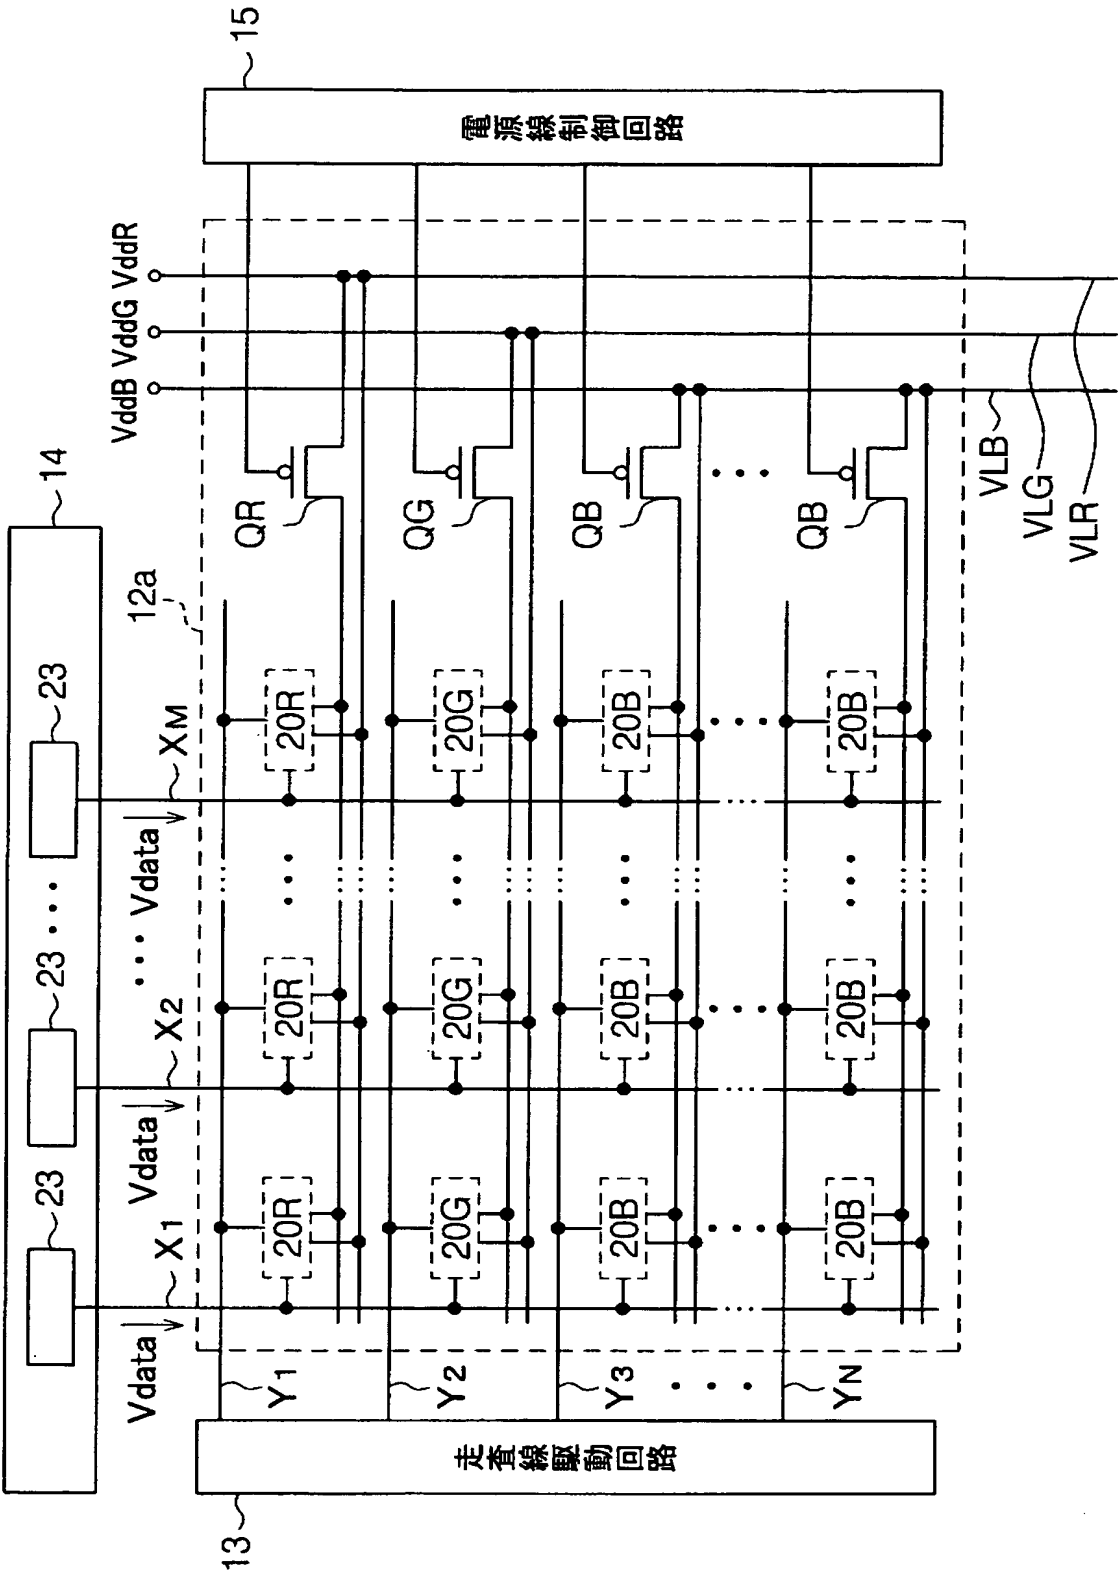 14
23
23
• • •
23
Vdata
X1
Vdata
X2
• • •
Vdata
XM
12a
VddB
VddG
VddR
15
13
走査線駆動回路
電源線制御回路
Y1
20R
20R
• • •
20R
QR
Y2
20G
20G
• • •
20G
QG
Y3
20B
20B
• • •
20B
QB
YN
20B
20B
• • •
20B
QB
VLB
VLG
VLR